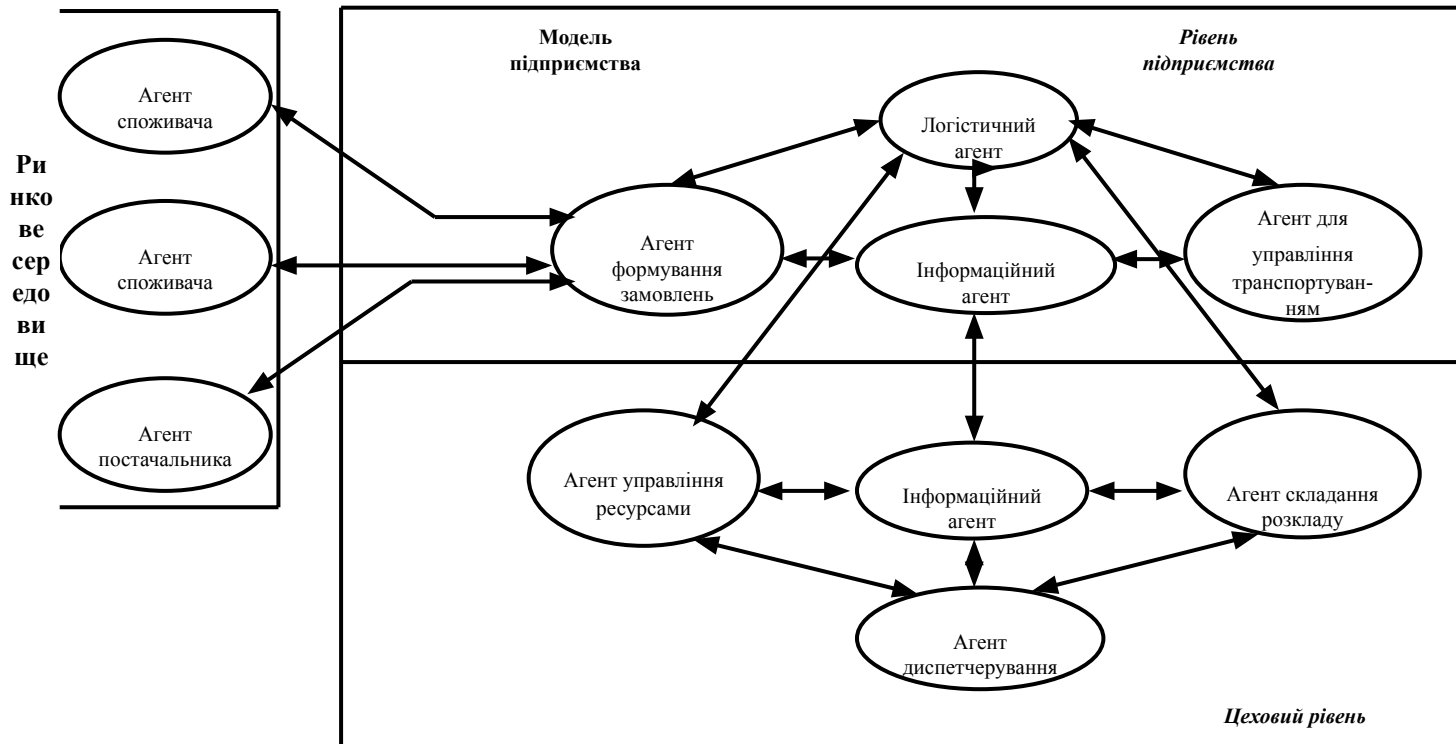 Ри
нко
ве
сер
едо
ви
ще
Агент
споживача
Агент
споживача
Агент
постачальника
Модель
підприємства
Рівень
підприємства
Логістичний
агент
Агент
формування
замовлень
Інформаційний
агент
Агент для
управління
транспортуван-
ням
Агент управління
ресурсами
Інформаційний
агент
Агент складання
розкладу
Агент
диспетчерування
Цеховий рівень